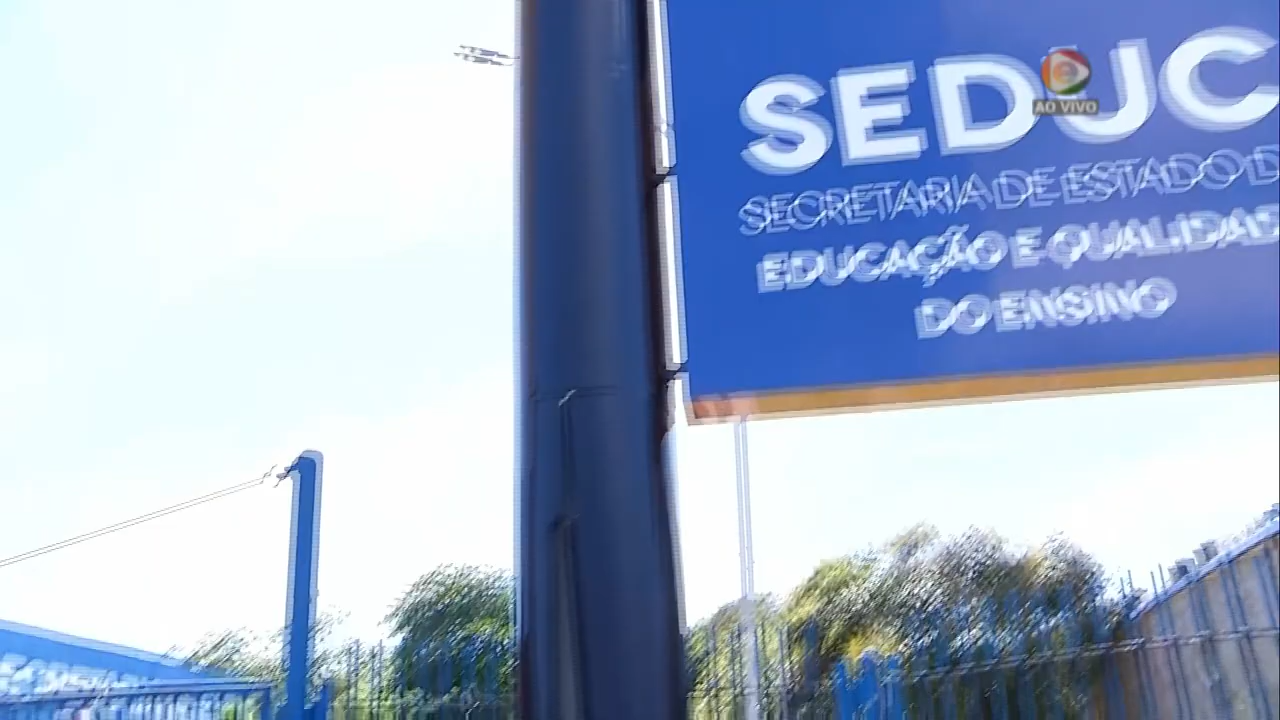 SEDUC
AO VIVO
SECRETARIA DE ESTADO D
EDUCAÇÃO E QUALIDAD
DO ENSINO